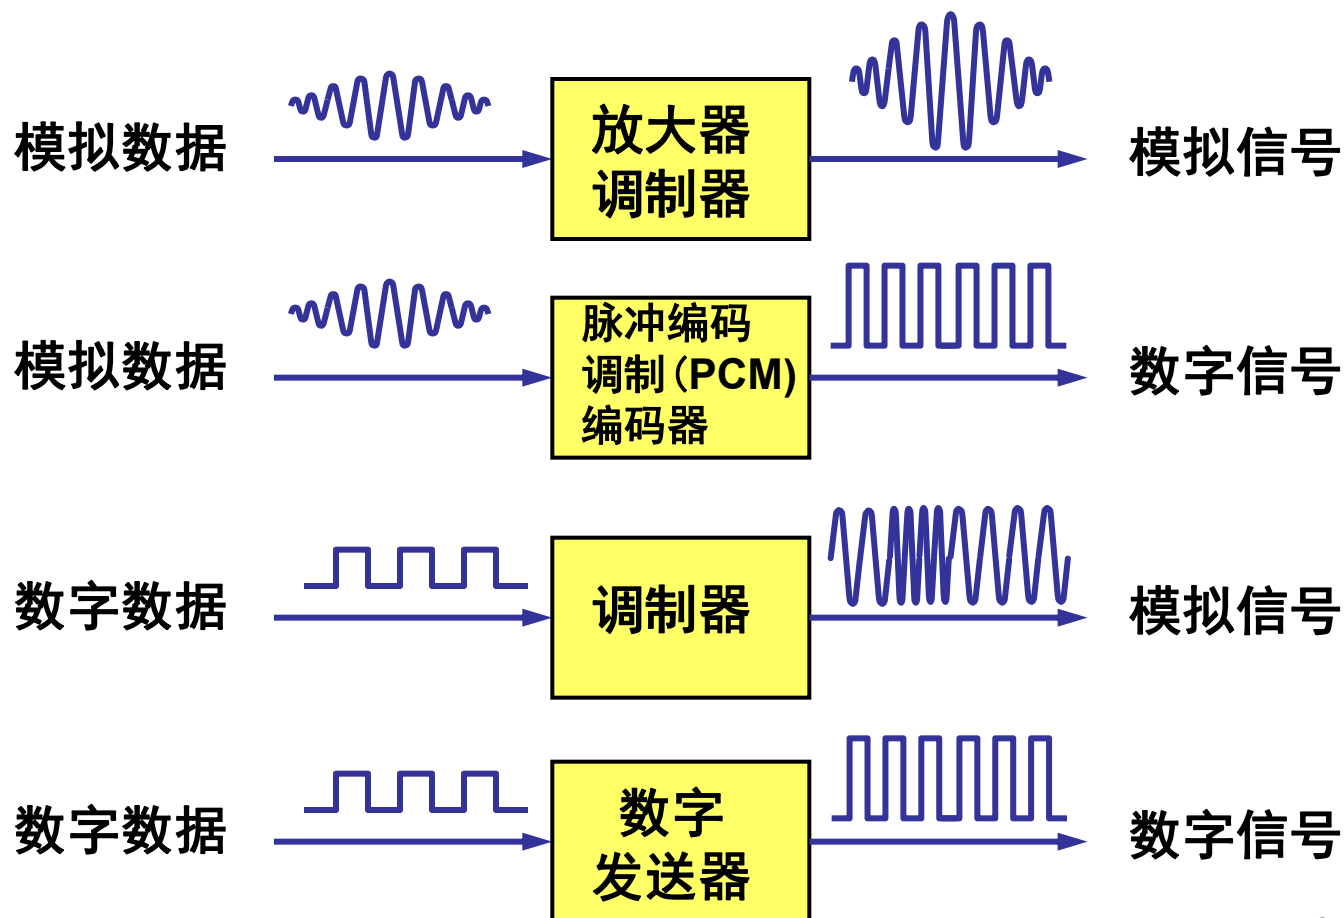 模拟数据
放大器
调制器
模拟信号
模拟数据
脉冲编码
调制（PCM)
编码器
数字信号
数字数据
调制器
模拟信号
数字数据
数字
发送器
数字信号